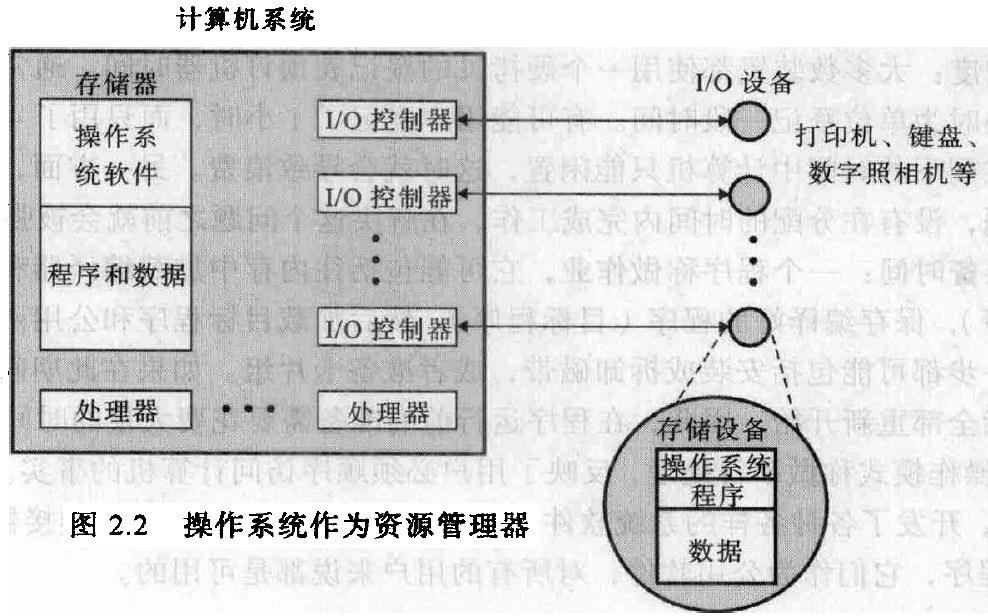 计算机系统
存储器
操作系
统软件
程序和数据
处理器
处理器
I/O 控制器
I/O 控制器
I/O 控制器
I/O 设备
打印机、键盘、
数字照相机等
存储设备
操作系统
程序
数据
图 2.2 操作系统作为资源管理器